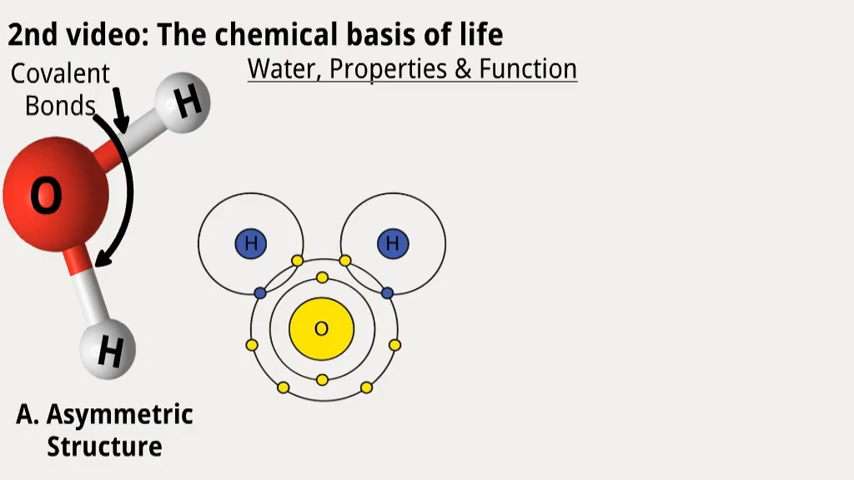 2nd video: The chemical basis of life
Water, Properties & Function
Covalent
Bonds
H
O
H
H
H
O
A. Asymmetric
Structure